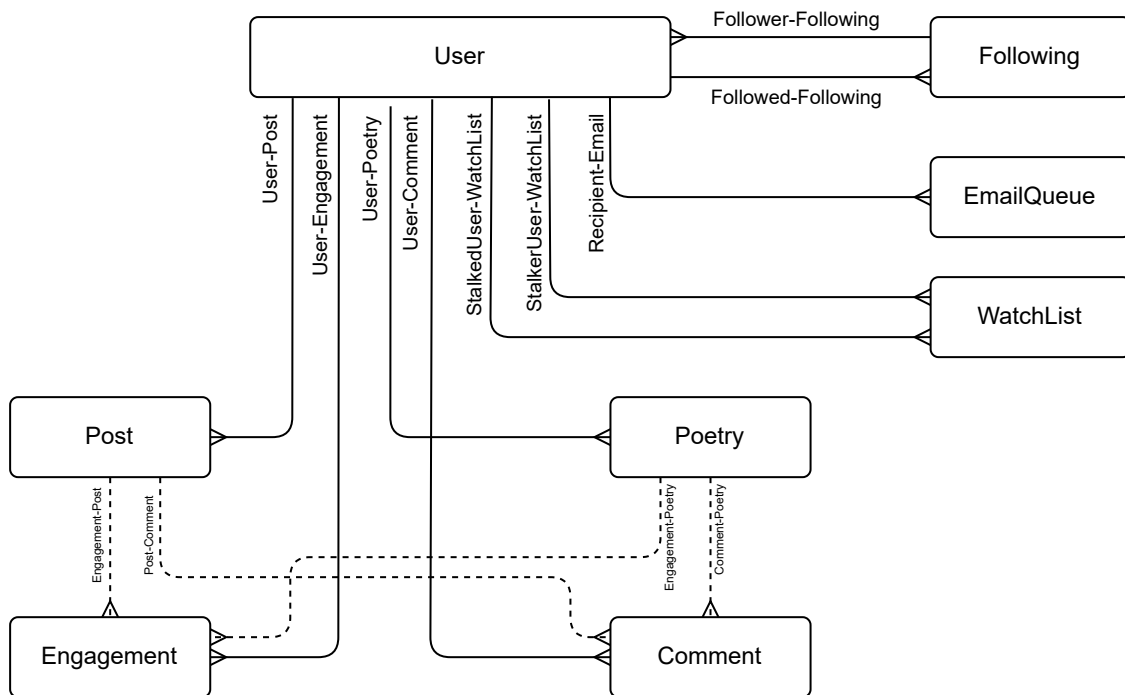 Follower-Following
User
Following
Followed-Following
User-Post
User-Engagement
User-Poetry
User-Comment
StalkedUser-WatchList
StalkerUser-WatchList
Recipient-Email
EmailQueue
WatchList
Post
Poetry
Engagement-Post
Post-Comment
Engagement-Poetry
Comment-Poetry
Engagement
Comment